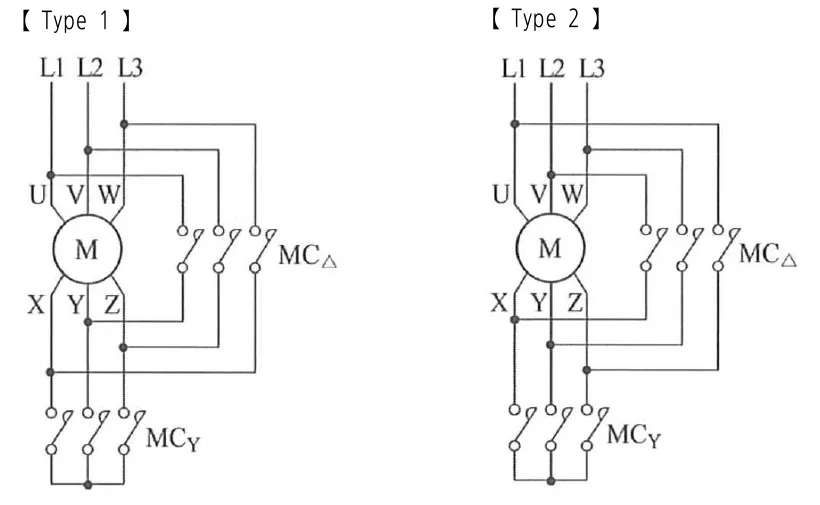 【 Type 1 】
L1 L2 L3
U V W
M
MC△
X Y Z
MCY
【 Type 2 】
L1 L2 L3
U V W
M
MC△
X Y Z
MCY